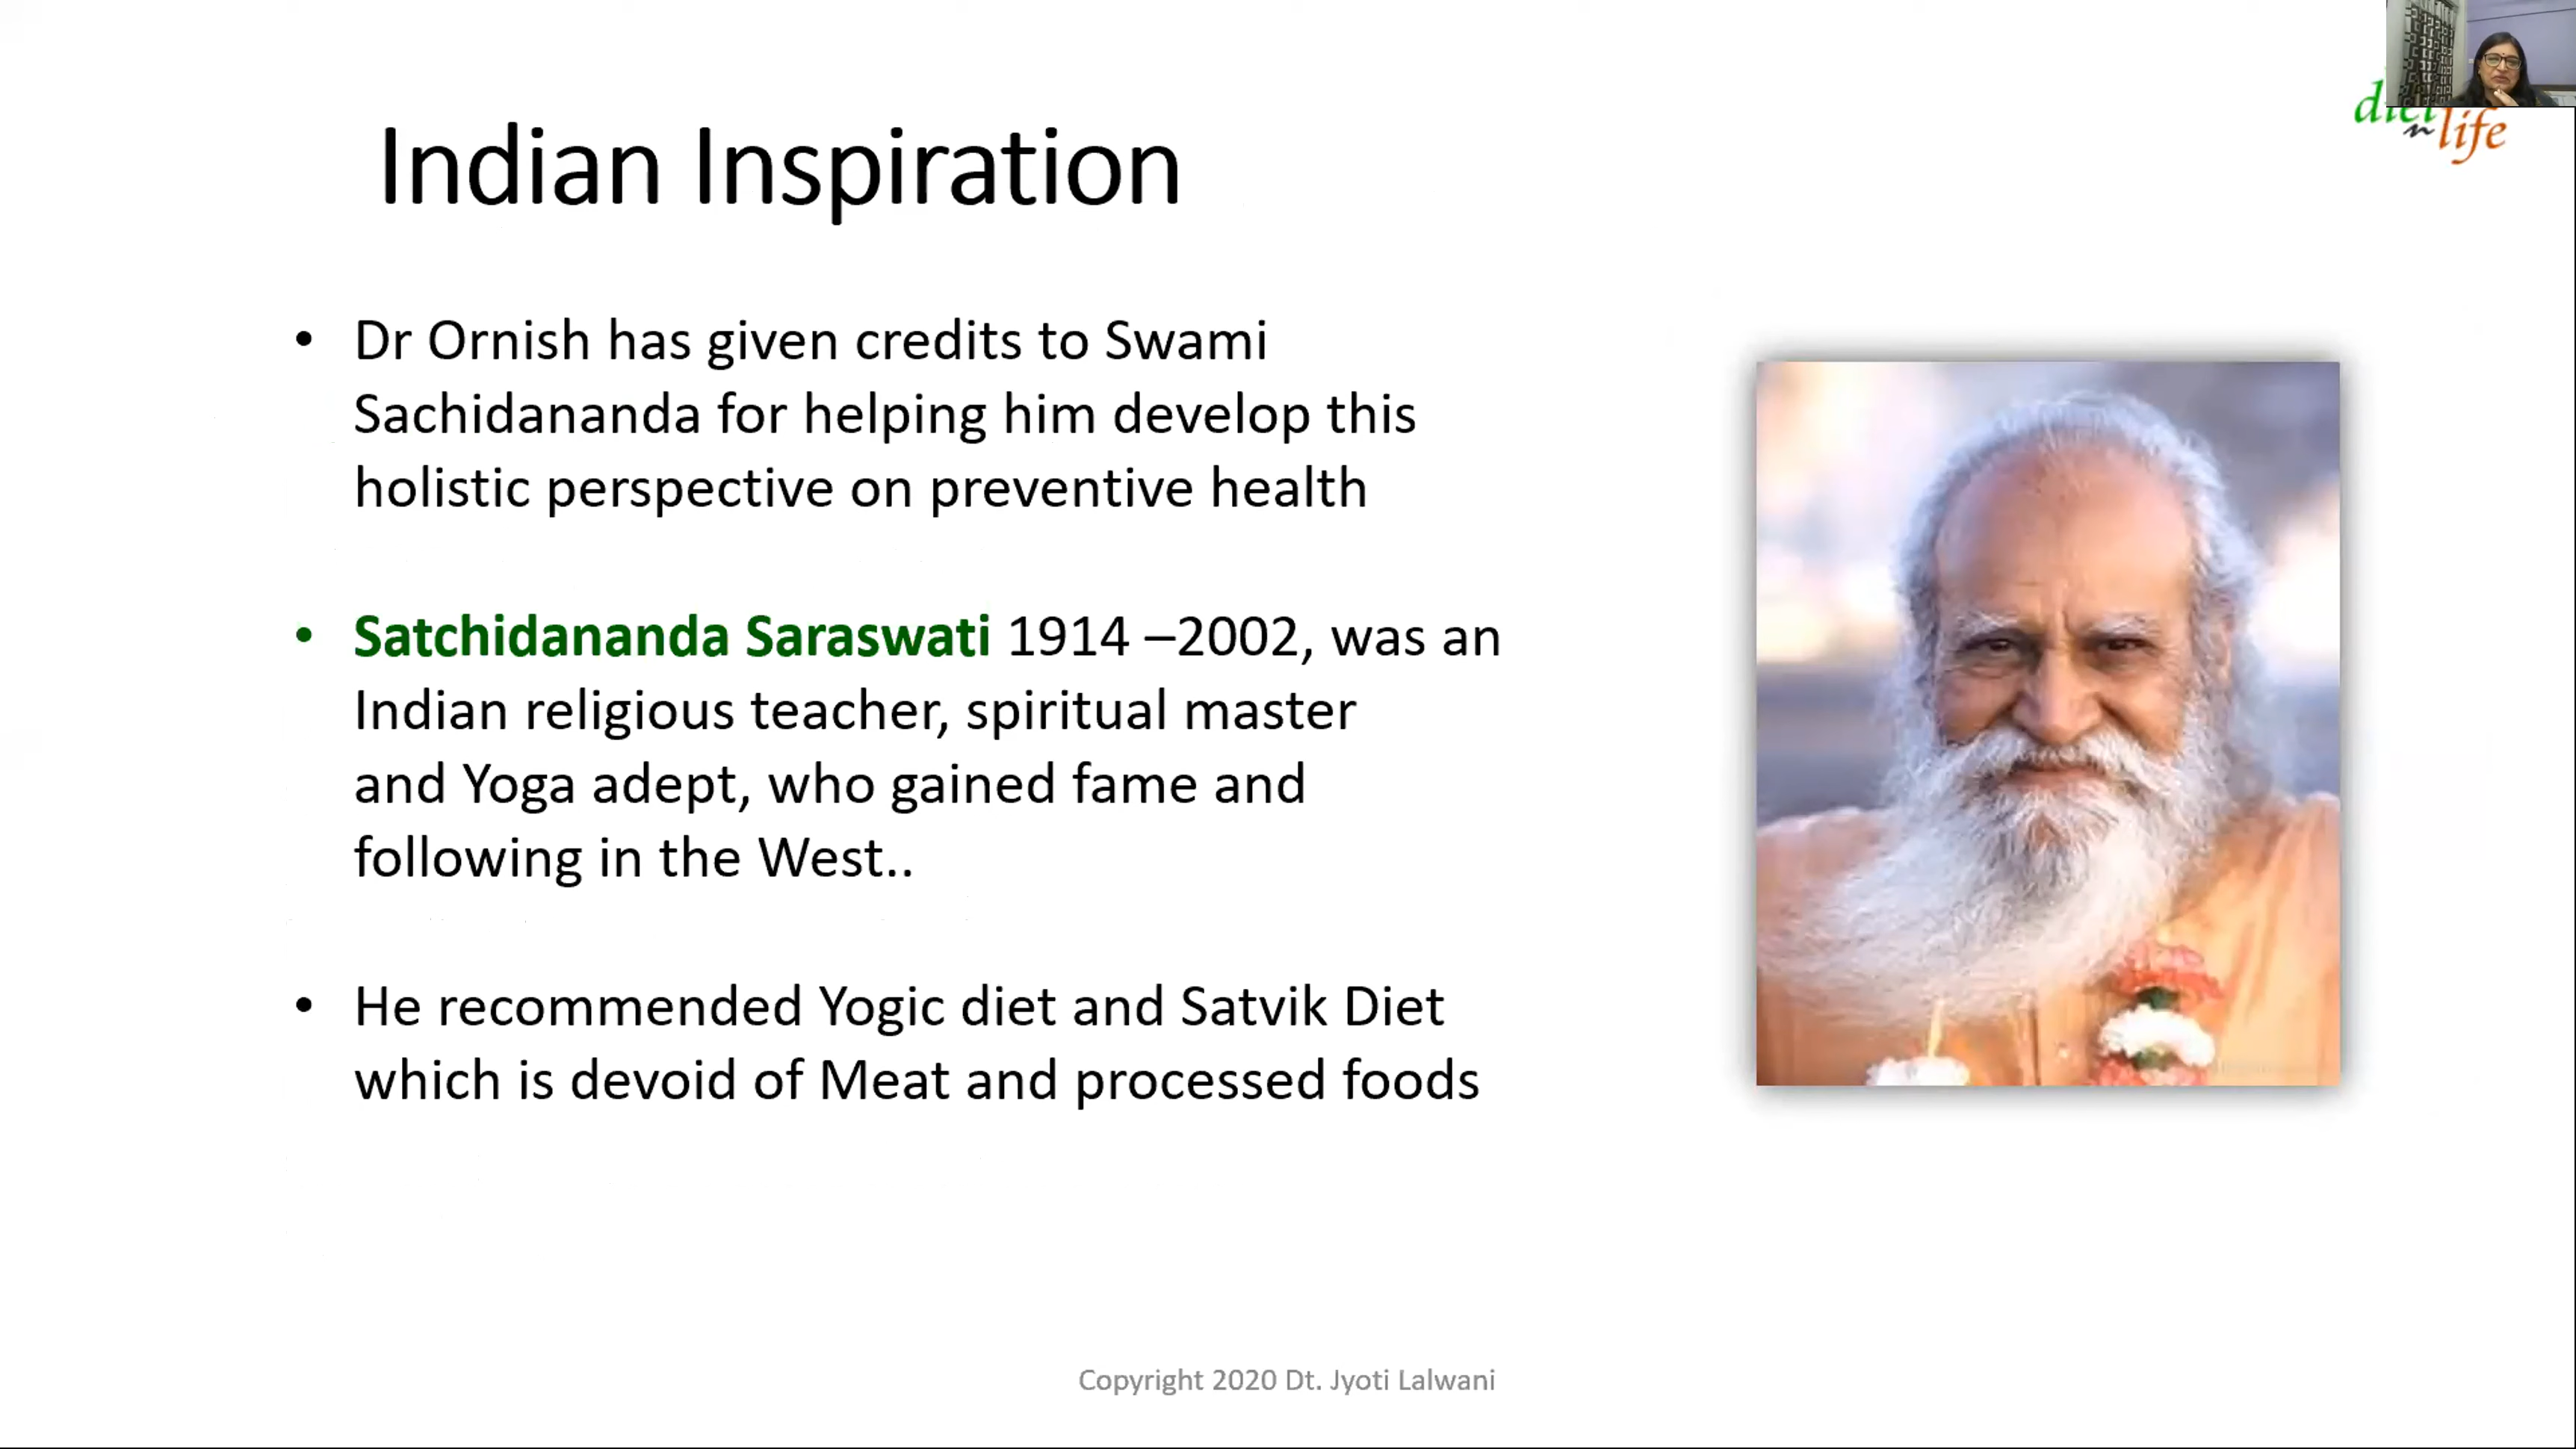 Indian Inspiration
diet
n life
• Dr Ornish has given credits to Swami
Sachidananda for helping him develop this
holistic perspective on preventive health
• Satchidananda Saraswati 1914 –2002, was an
Indian religious teacher, spiritual master
and Yoga adept, who gained fame and
following in the West..
• He recommended Yogic diet and Satvik Diet
which is devoid of Meat and processed foods
Copyright 2020 Dt. Jyoti Lalwani